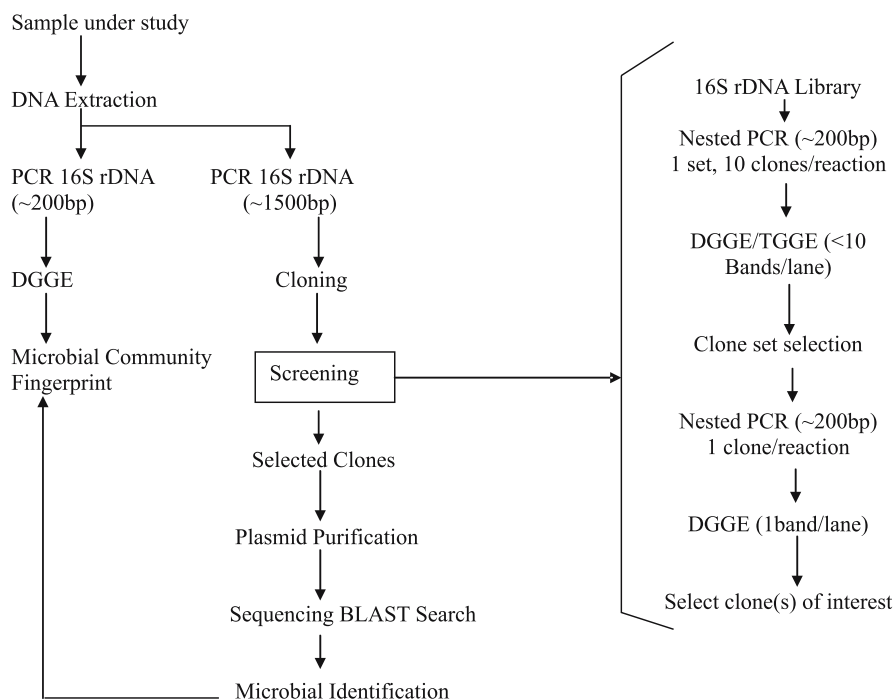 Sample under study
DNA Extraction
PCR 16S rDNA
(~200bp)
DGGE
Microbial Community
Fingerprint
PCR 16S rDNA
(~1500bp)
Cloning
Screening
Selected Clones
Plasmid Purification
Sequencing BLAST Search
Microbial Identification
16S rDNA Library
Nested PCR (~200bp)
1 set, 10 clones/reaction
DGGE/TGGE (<10
Bands/lane)
Clone set selection
Nested PCR (~200bp)
1 clone/reaction
DGGE (1band/lane)
Select clone(s) of interest